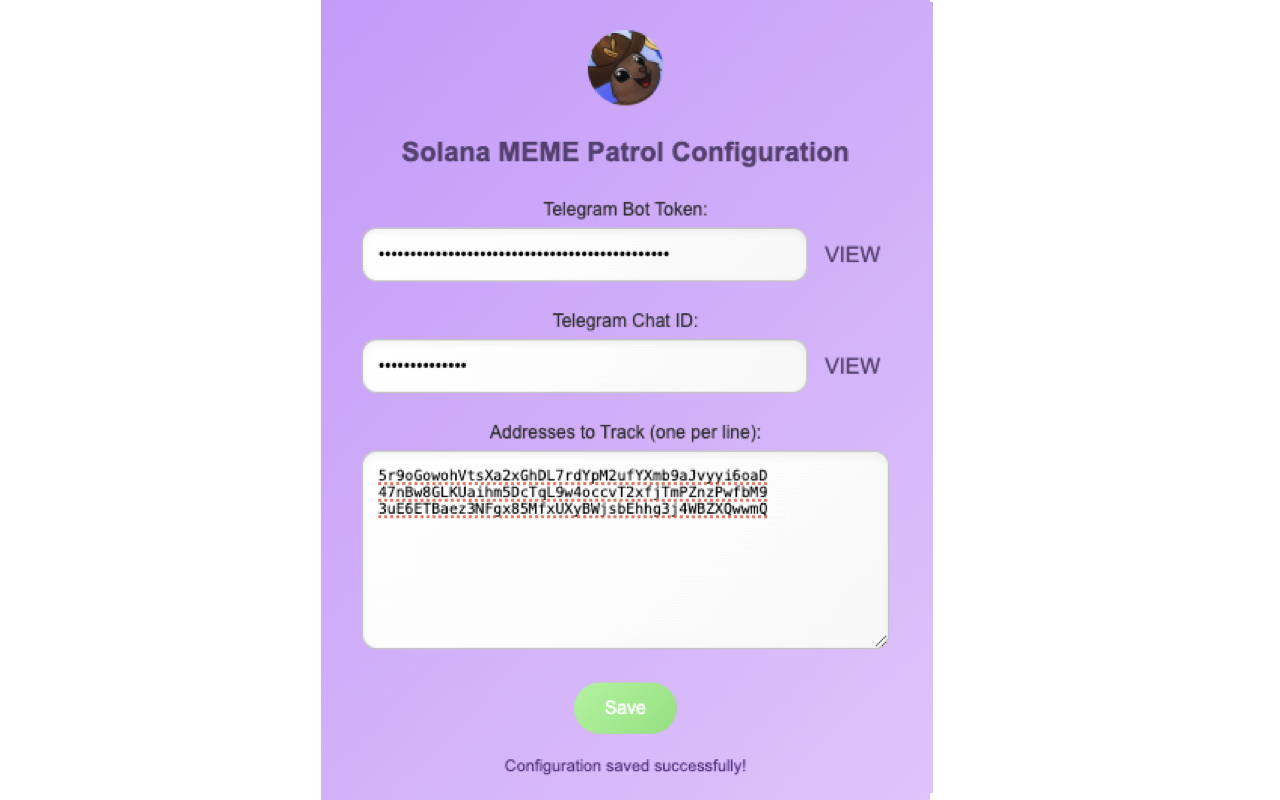 Solana MEME Patrol Configuration
Telegram Bot Token:
••••••••••••••••••••••••••••••••••••••••••••••
VIEW
Telegram Chat ID:
••••••••••••••
VIEW
Addresses to Track (one per line):
5r9oGowohVtsXa2xGhDL7rdYpM2ufYXmb9aJvyyi6oaD
47nBw8GLKUaihm5DcTqL9w4occvT2xfjTmPZnzPwfbM9
3uE6ETBaez3NFgx85MfxUXyBWjsbEhhg3j4WBZXQwwmQ
Save
Configuration saved successfully!